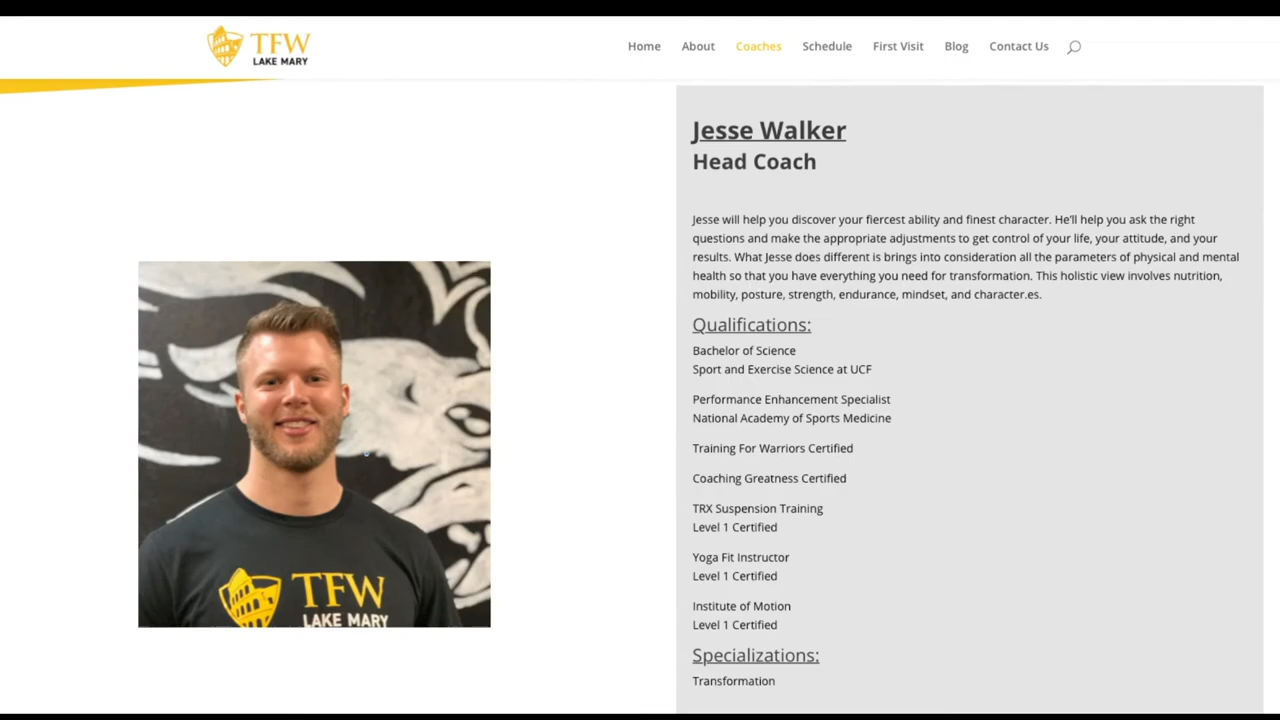 TFW
LAKE MARY
Home
About
Coaches
Schedule
First Visit
Blog
Contact Us
TFW
LAKE MARY
Jesse Walker
Head Coach
Jesse will help you discover your fiercest ability and finest character. He'll help you ask the right
questions and make the appropriate adjustments to get control of your life, your attitude, and your
results. What Jesse does different is brings into consideration all the parameters of physical and mental
health so that you have everything you need for transformation. This holistic view involves nutrition,
mobility, posture, strength, endurance, mindset, and character.es.
Qualifications:
Bachelor of Science
Sport and Exercise Science at UCF
Performance Enhancement Specialist
National Academy of Sports Medicine
Training For Warriors Certified
Coaching Greatness Certified
TRX Suspension Training
Level 1 Certified
Yoga Fit Instructor
Level 1 Certified
Institute of Motion
Level 1 Certified
Specializations:
Transformation